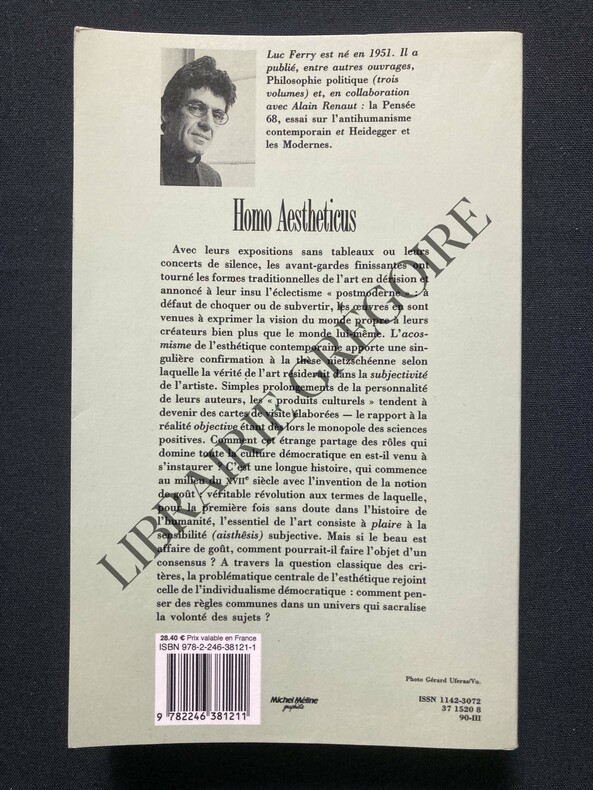 Luc Ferry est né en 1951. Il a
publié, entre autres ouvrages,
Philosophie politique (trois
volumes) et, en collaboration
avec Alain Renaut : la Pensée
68, essai sur l'antihumanisme
contemporain et Heidegger et
les Modernes.
Homo Aestheticus
Avec leurs expositions sans tableaux ou leurs
concerts de silence, les avant-gardes finissantes ont
tourné les formes traditionnelles de l'art en dérision et
annoncé à leur insu l'éclectisme « postmoderne » : à
défaut de choquer ou de subvertir, les œuvres en sont
venues à exprimer la vision du monde propre à leurs
créateurs bien plus que le monde lui-même. L'acos-
misme de l'esthétique contemporaine apporte une sin-
gulière confirmation à la thèse nietzschéenne selon
laquelle la vérité de l'art résiderait dans la subjectivité
de l'artiste. Simples prolongements de la personnalité
de leurs auteurs, les « produits culturels » tendent à
devenir des cartes de visite élaborées — le rapport à la
réalité objective étant dès lors le monopole des sciences
positives. Comment cet étrange partage des rôles qui
domine toute la culture démocratique en est-il venu à
s'instaurer ? C'est une longue histoire, qui commence
au milieu du XVIIe siècle avec l'invention de la notion
de goût : véritable révolution aux termes de laquelle,
pour la première fois sans doute dans l'histoire de
l'humanité, l'essentiel de l'art consiste à plaire à la
sensibilité (aisthêsis) subjective. Mais si le beau est
affaire de goût, comment pourrait-il faire l'objet d'un
consensus ? A travers la question classique des cri-
tères, la problématique centrale de l'esthétique rejoint
celle de l'individualisme démocratique : comment pen-
ser des règles communes dans un univers qui sacralise
la volonté des sujets ?
LIBRAIRIE GRÉGOIRE
28.40 € Prix valable en France
ISBN 978-2-246-38121-1
9 782246 381211
Michel Méline
graphiste
Photo Gérard Uferas/Vu.
ISSN 1142-3072
37 1520 8
90-III